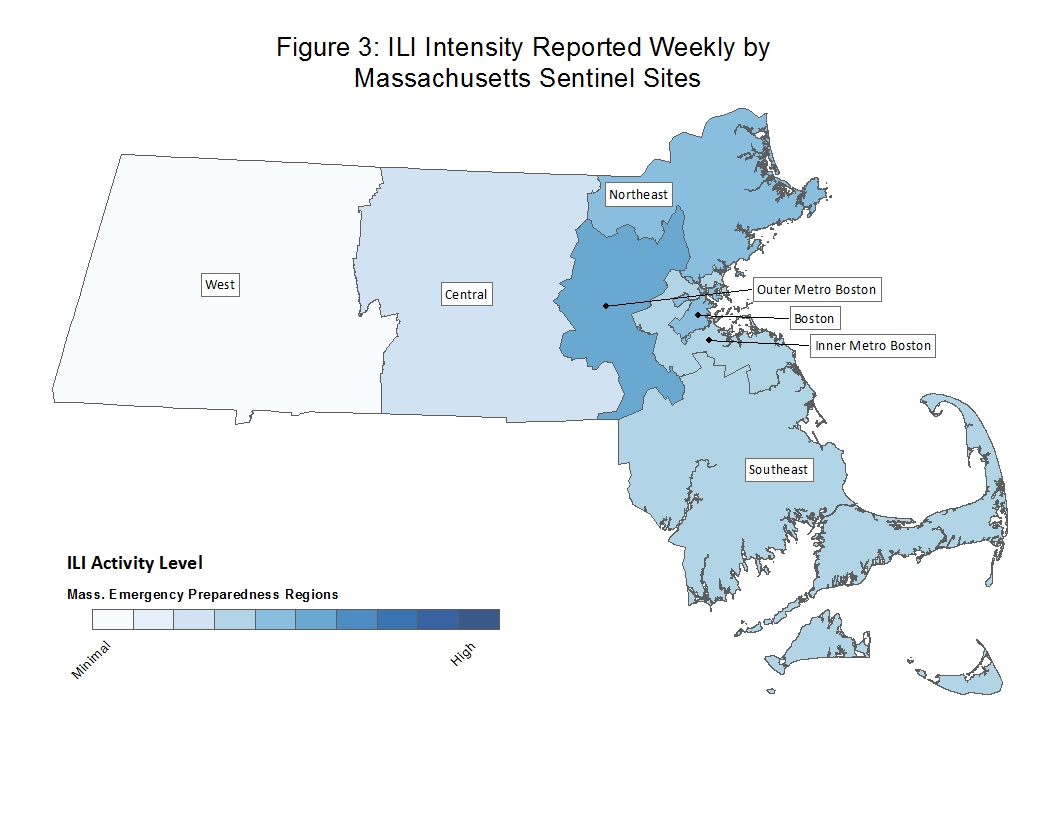 Figure 3: ILI Intensity Reported Weekly by
Massachusetts Sentinel Sites
Northeast
West
Central
Outer Metro Boston
Boston
Inner Metro Boston
Southeast
ILI Activity Level
Mass. Emergency Preparedness Regions
Minimal
High